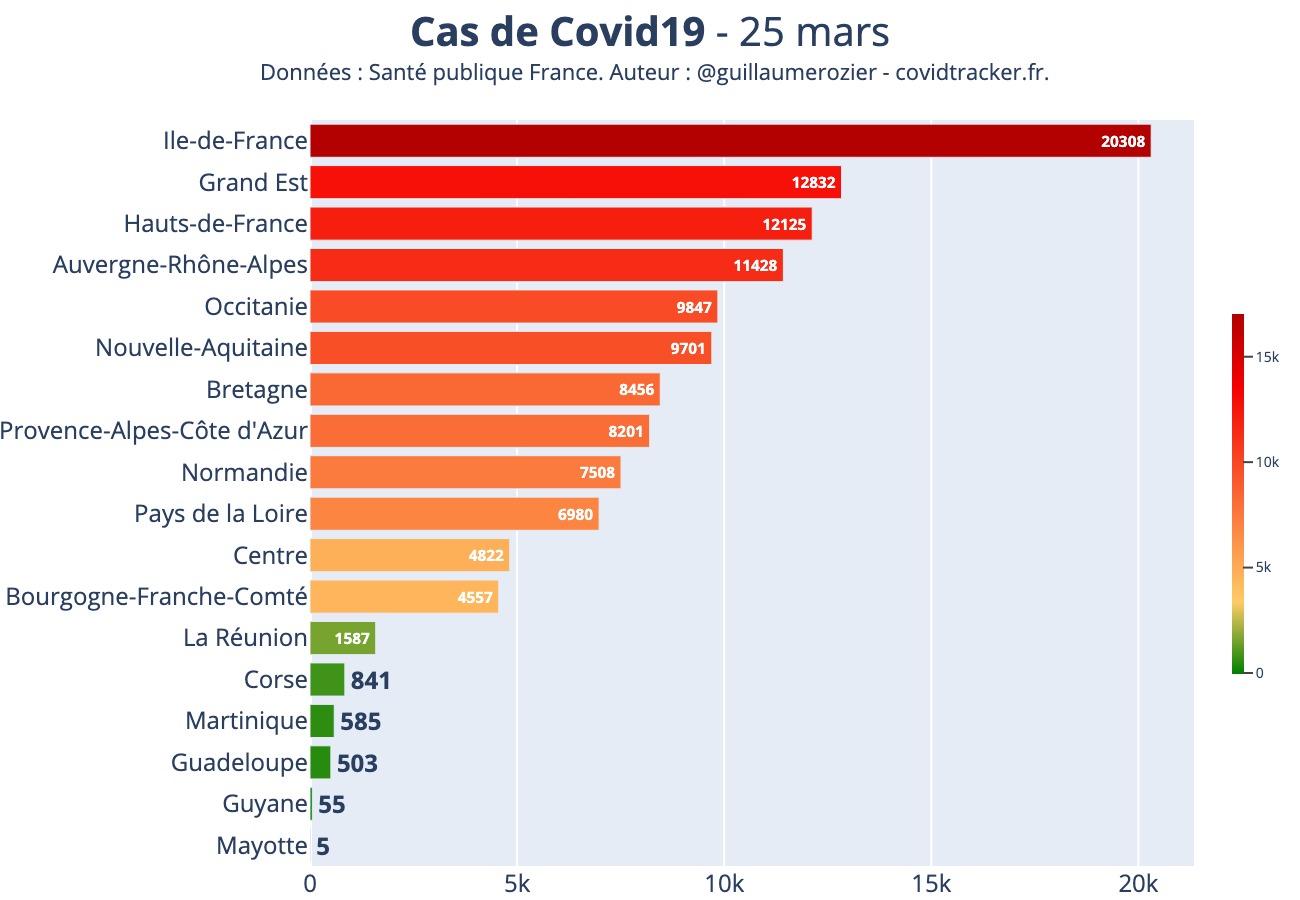 Cas de Covid19 - 25 mars
Données : Santé publique France. Auteur : @guillaumerozier - covidtracker.fr.
Ile-de-France 20308
Grand Est 12832
Hauts-de-France 12125
Auvergne-Rhône-Alpes 11428
Occitanie 9847
Nouvelle-Aquitaine 9701
Bretagne 8456
Provence-Alpes-Côte d'Azur 8201
Normandie 7508
Pays de la Loire 6980
Centre 4822
Bourgogne-Franche-Comté 4557
La Réunion 1587
Corse 841
Martinique 585
Guadeloupe 503
Guyane 55
Mayotte 5
0 5k 10k 15k 20k
15k
10k
5k
0